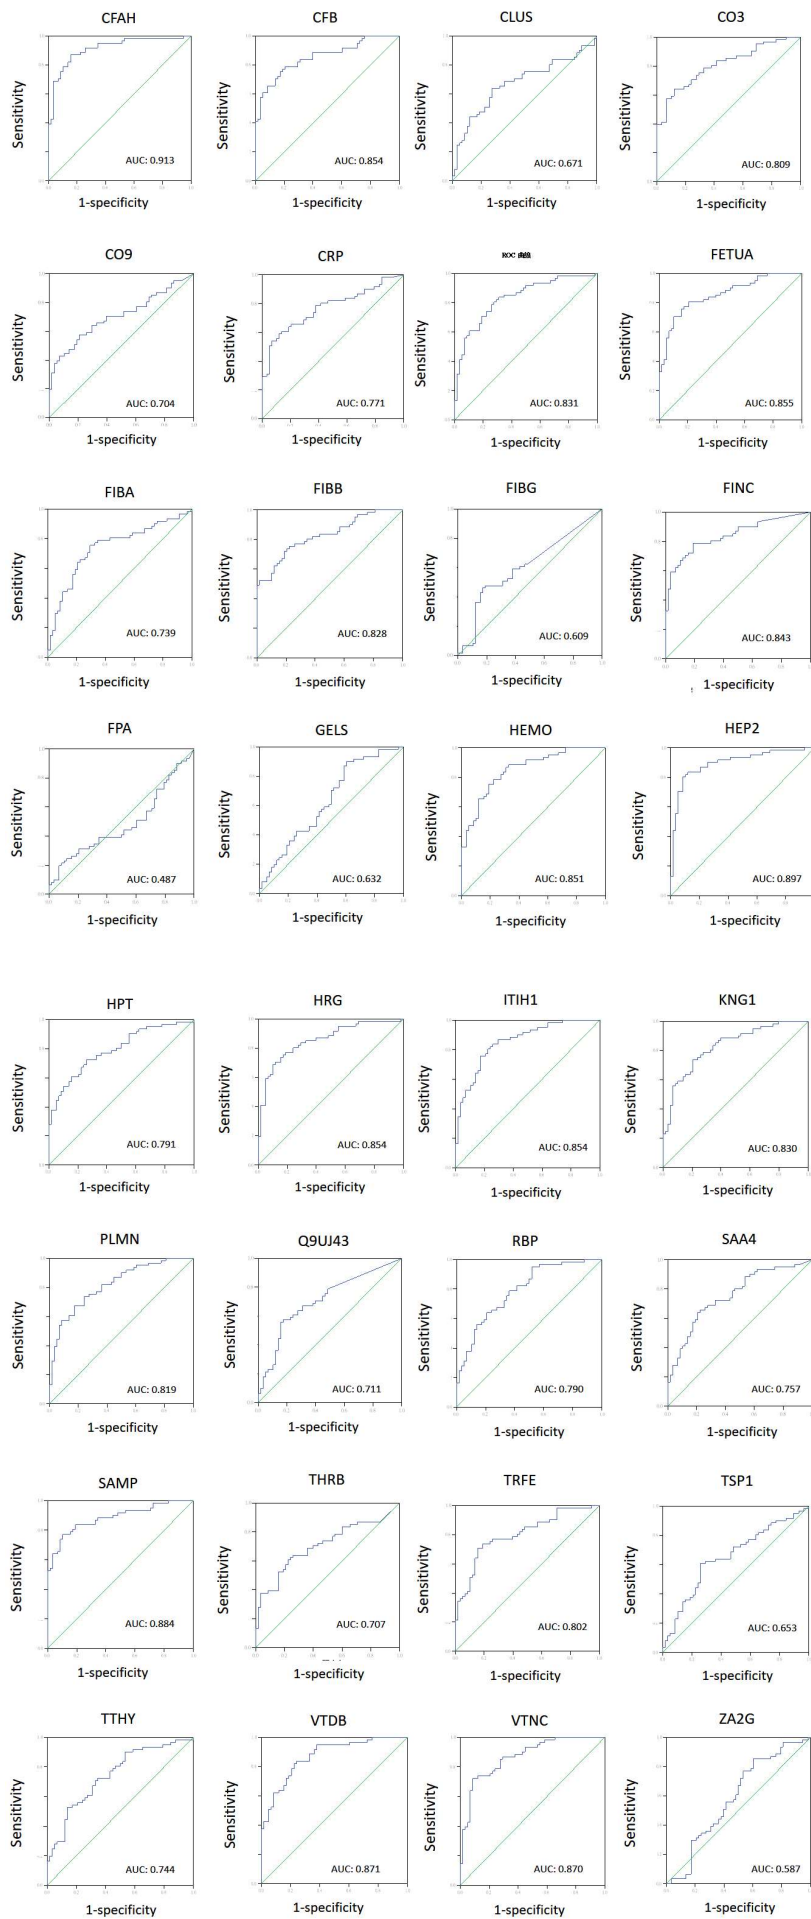 CFAH CFB CLUS CO3
Sensitivity Sensitivity Sensitivity Sensitivity
AUC: 0.913 AUC: 0.854 AUC: 0.671 AUC: 0.809
1-specificity 1-specificity 1-specificity 1-specificity
CO9 CRP ROC FETUA
Sensitivity Sensitivity Sensitivity Sensitivity
AUC: 0.704 AUC: 0.771 AUC: 0.831 AUC: 0.855
1-specificity 1-specificity 1-specificity 1-specificity
FIBA FIBB FIBG FINC
Sensitivity Sensitivity Sensitivity Sensitivity
AUC: 0.739 AUC: 0.828 AUC: 0.609 AUC: 0.843
1-specificity 1-specificity 1-specificity 1-specificity
FPA GELS HEMO HEP2
Sensitivity Sensitivity Sensitivity Sensitivity
AUC: 0.487 AUC: 0.632 AUC: 0.851 AUC: 0.897
1-specificity 1-specificity 1-specificity 1-specificity
HPT HRG ITIH1 KNG1
Sensitivity Sensitivity Sensitivity Sensitivity
AUC: 0.791 AUC: 0.854 AUC: 0.854 AUC: 0.830
1-specificity 1-specificity 1-specificity 1-specificity
PLMN Q9UJ43 RBP SAA4
Sensitivity Sensitivity Sensitivity Sensitivity
AUC: 0.819 AUC: 0.711 AUC: 0.790 AUC: 0.757
1-specificity 1-specificity 1-specificity 1-specificity
SAMP THRB TRFE TSP1
Sensitivity Sensitivity Sensitivity Sensitivity
AUC: 0.884 AUC: 0.707 AUC: 0.802 AUC: 0.653
1-specificity 1-specificity 1-specificity 1-specificity
TTHY VTDB VTNC ZA2G
Sensitivity Sensitivity Sensitivity Sensitivity
AUC: 0.744 AUC: 0.871 AUC: 0.870 AUC: 0.587
1-specificity 1-specificity 1-specificity 1-specificity